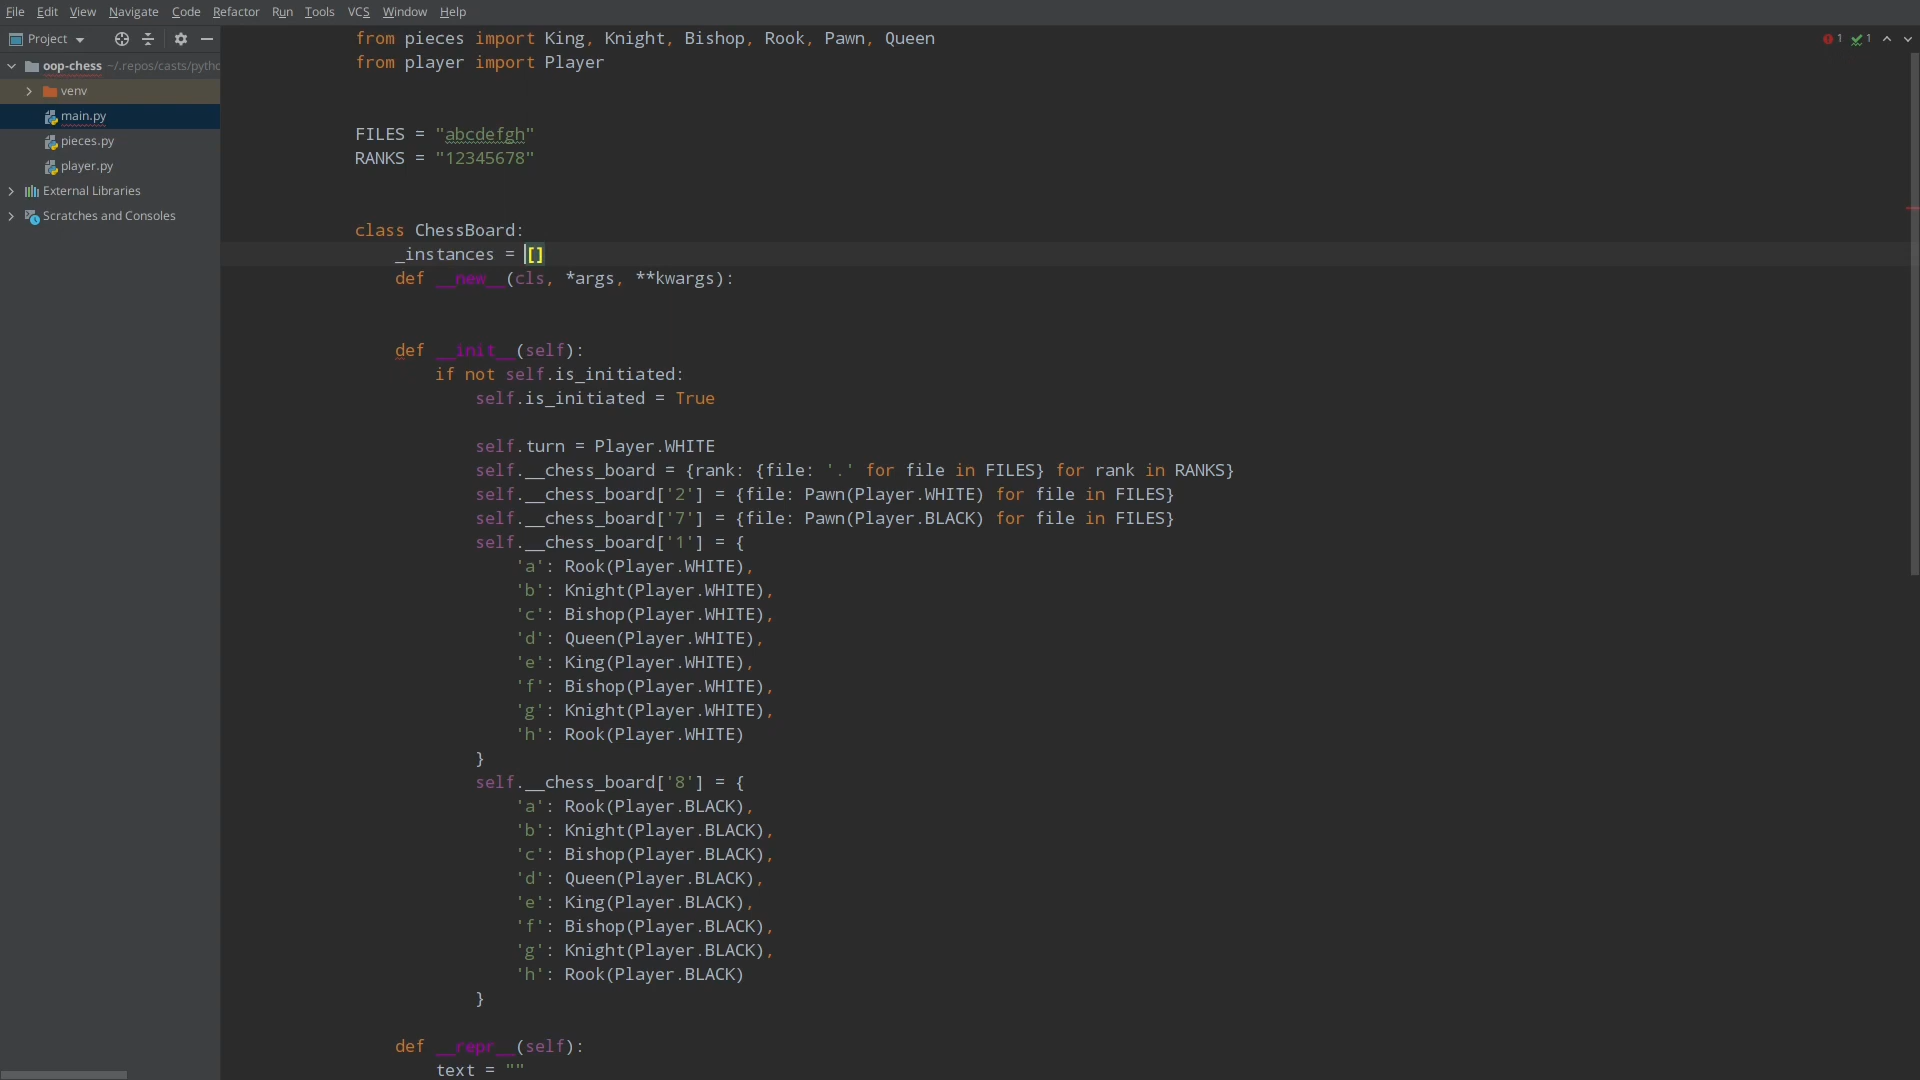 File Edit View Navigate Code Refactor Run Tools VCS Window Help
Project
oop-chess ~/.repos/casts/pytho
venv
main.py
pieces.py
player.py
External Libraries
Scratches and Consoles
1 1
from pieces import King, Knight, Bishop, Rook, Pawn, Queen
from player import Player
FILES = "abcdefgh"
RANKS = "12345678"
class ChessBoard:
_instances = []
def __new__(cls, *args, **kwargs):
def __init__(self):
if not self.is_initiated:
self.is_initiated = True
self.turn = Player.WHITE
self.__chess_board = {rank: {file: '.' for file in FILES} for rank in RANKS}
self.__chess_board['2'] = {file: Pawn(Player.WHITE) for file in FILES}
self.__chess_board['7'] = {file: Pawn(Player.BLACK) for file in FILES}
self.__chess_board['1'] = {
'a': Rook(Player.WHITE),
'b': Knight(Player.WHITE),
'c': Bishop(Player.WHITE),
'd': Queen(Player.WHITE),
'e': King(Player.WHITE),
'f': Bishop(Player.WHITE),
'g': Knight(Player.WHITE),
'h': Rook(Player.WHITE)
}
self.__chess_board['8'] = {
'a': Rook(Player.BLACK),
'b': Knight(Player.BLACK),
'c': Bishop(Player.BLACK),
'd': Queen(Player.BLACK),
'e': King(Player.BLACK),
'f': Bishop(Player.BLACK),
'g': Knight(Player.BLACK),
'h': Rook(Player.BLACK)
}
def __repr__(self):
text = ""